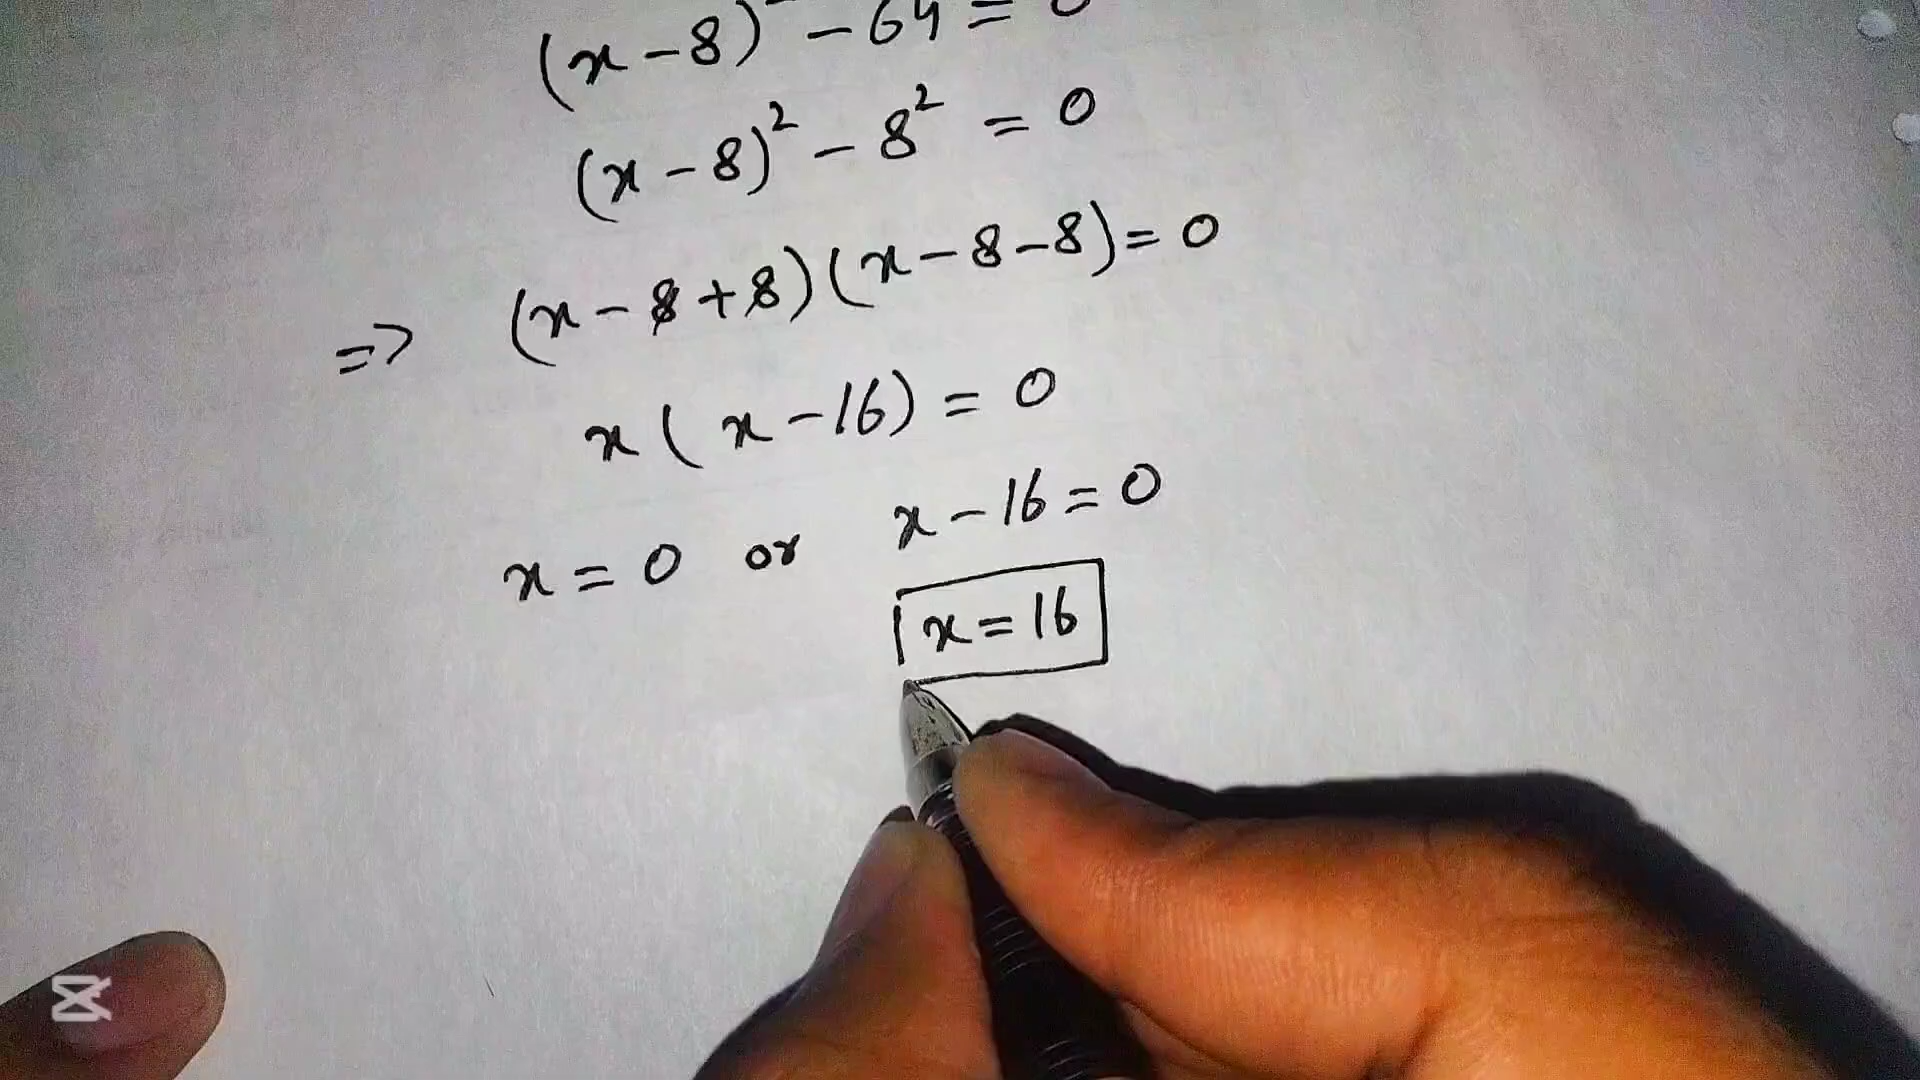 (x-8)² - 64 = 0
(x-8)² - 8² = 0
=> (x-8+8)(x-8-8)=0
x(x-16) = 0
x = 0 or x-16=0
x=16